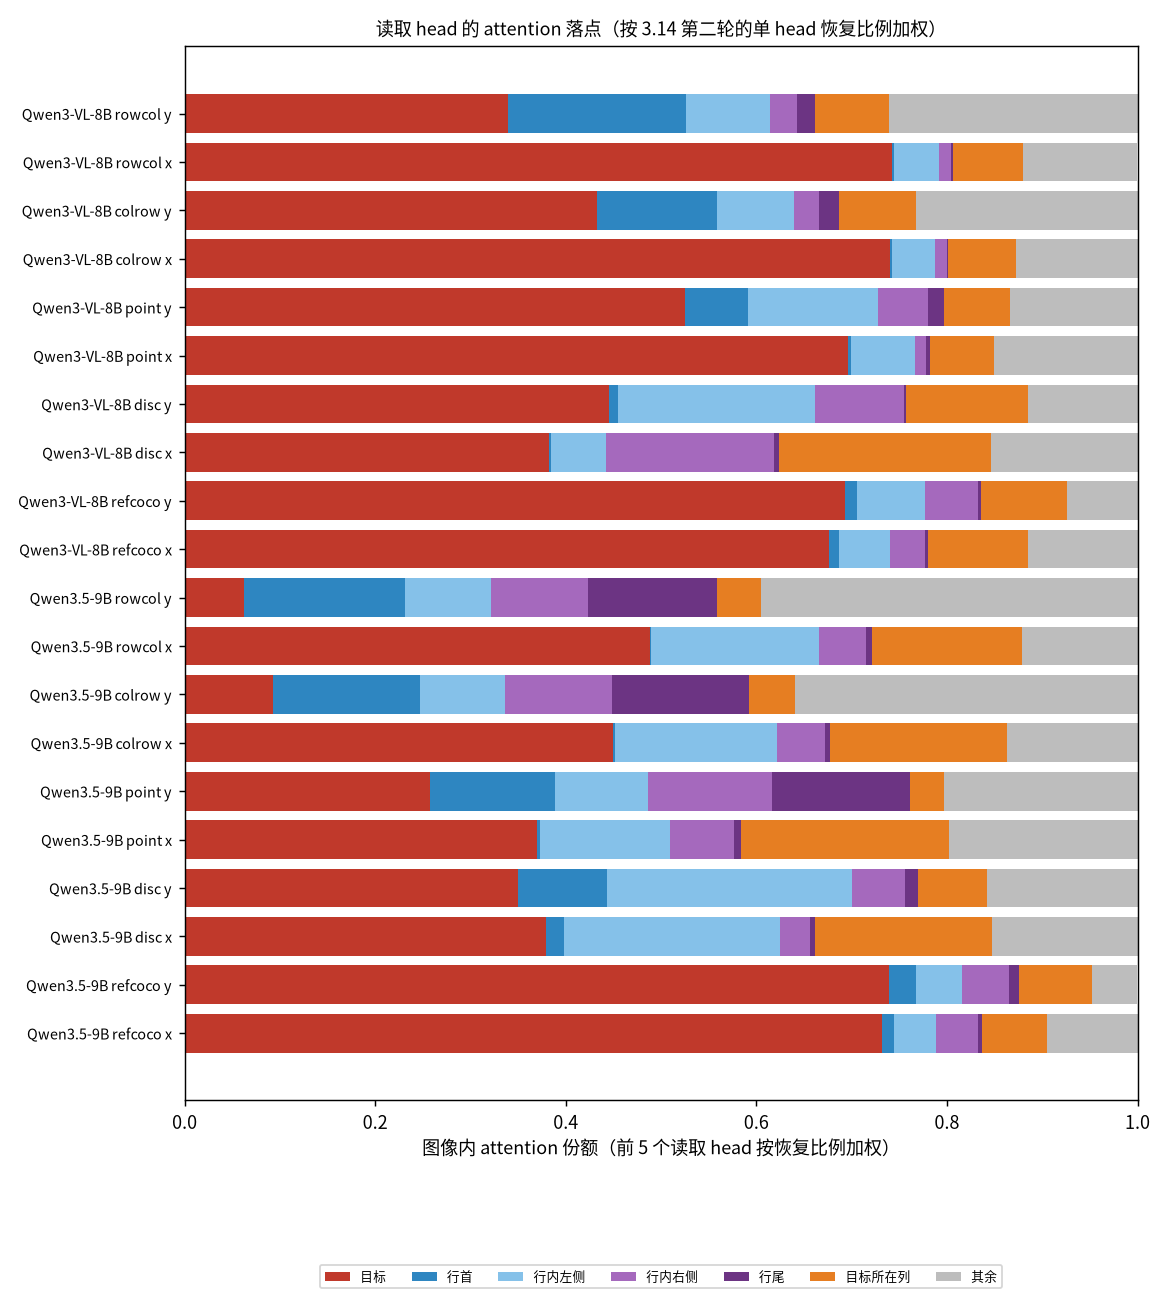 读取 head 的 attention 落点（按 3.14 第二轮的单 head 恢复比例加权）
Qwen3-VL-8B rowcol y
Qwen3-VL-8B rowcol x
Qwen3-VL-8B colrow y
Qwen3-VL-8B colrow x
Qwen3-VL-8B point y
Qwen3-VL-8B point x
Qwen3-VL-8B disc y
Qwen3-VL-8B disc x
Qwen3-VL-8B refcoco y
Qwen3-VL-8B refcoco x
Qwen3.5-9B rowcol y
Qwen3.5-9B rowcol x
Qwen3.5-9B colrow y
Qwen3.5-9B colrow x
Qwen3.5-9B point y
Qwen3.5-9B point x
Qwen3.5-9B disc y
Qwen3.5-9B disc x
Qwen3.5-9B refcoco y
Qwen3.5-9B refcoco x
0.0 0.2 0.4 0.6 0.8 1.0
图像内 attention 份额（前 5 个读取 head 按恢复比例加权）
目标 行首 行内左侧 行内右侧 行尾 目标所在列 其余